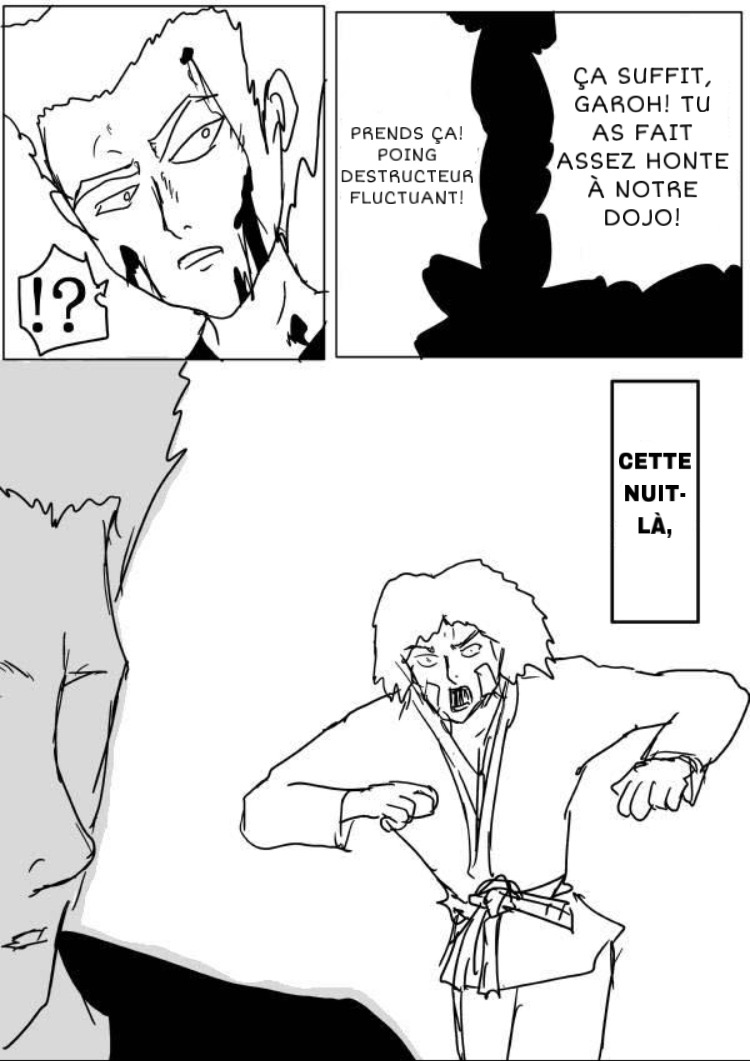 ÇA SUFFIT,
GAROH! TU
AS FAIT
ASSEZ HONTE
À NOTRE
DOJO!
PRENDS ÇA!
POING
DESTRUCTEUR
FLUCTUANT!
!?
CETTE
NUIT-
LÀ,